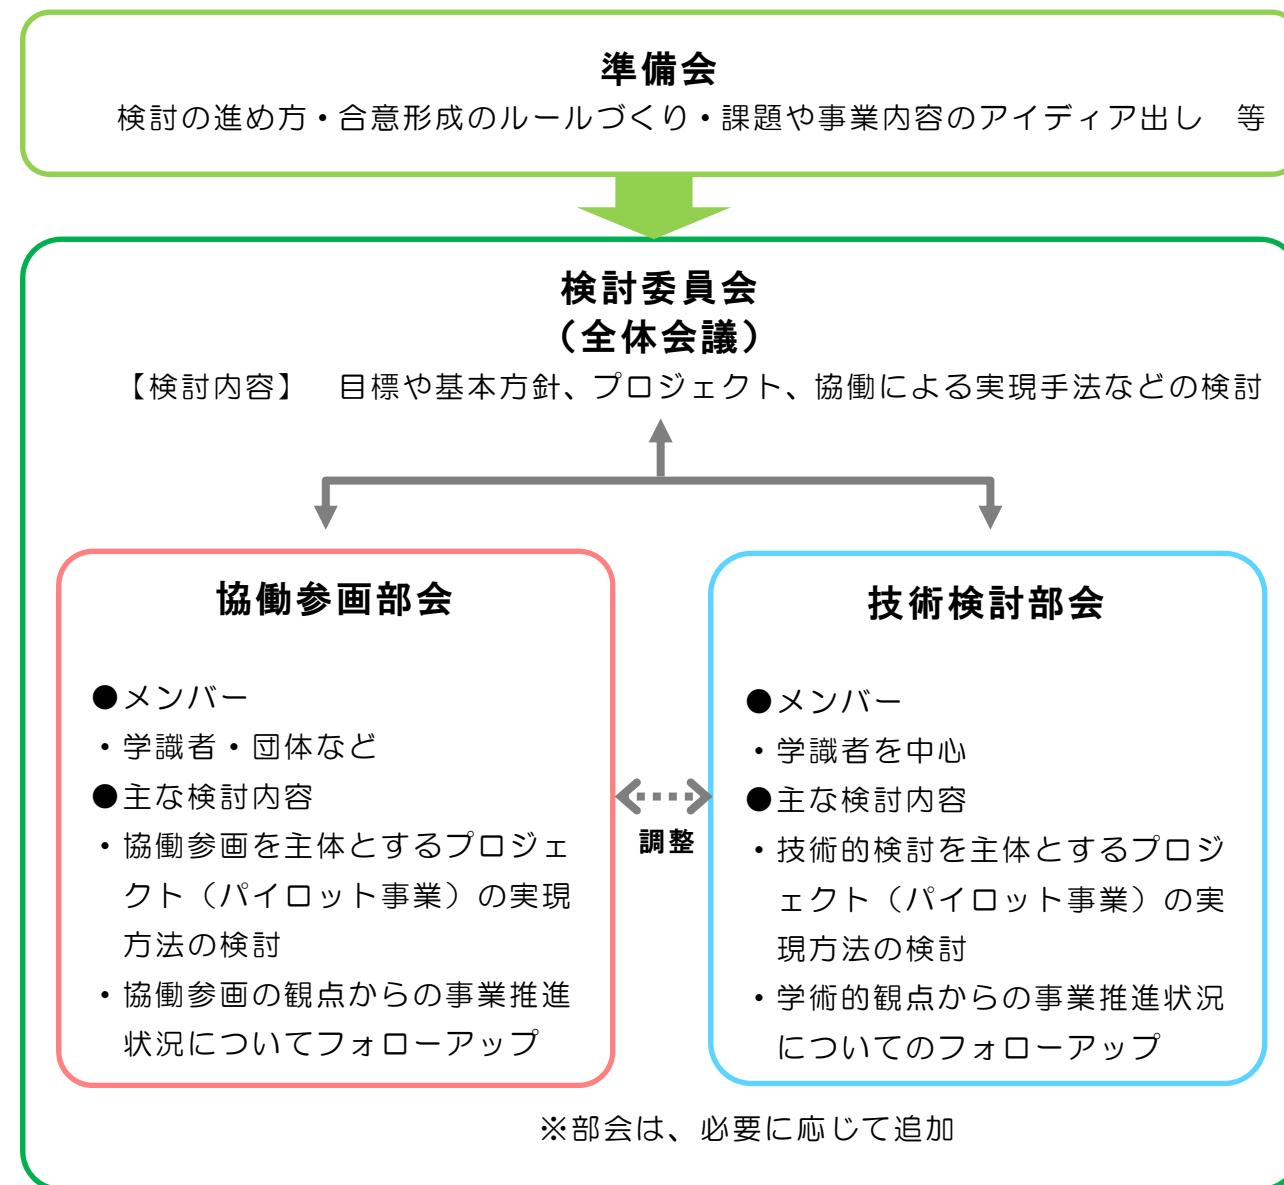 準備会
検討の進め方・合意形成のルールづくり・課題や事業内容のアイディア出し　等
検討委員会
（全体会議）
【検討内容】　目標や基本方針、プロジェクト、協働による実現手法などの検討
協働参画部会
●メンバー
・学識者・団体など
●主な検討内容
・協働参画を主体とするプロジェ
クト（パイロット事業）の実現
方法の検討
・協働参画の観点からの事業推進
状況についてフォローアップ
調整
技術検討部会
●メンバー
・学識者を中心
●主な検討内容
・技術的検討を主体とするプロジ
ェクト（パイロット事業）の実
現方法の検討
・学術的観点からの事業推進状況
についてのフォローアップ
※部会は、必要に応じて追加